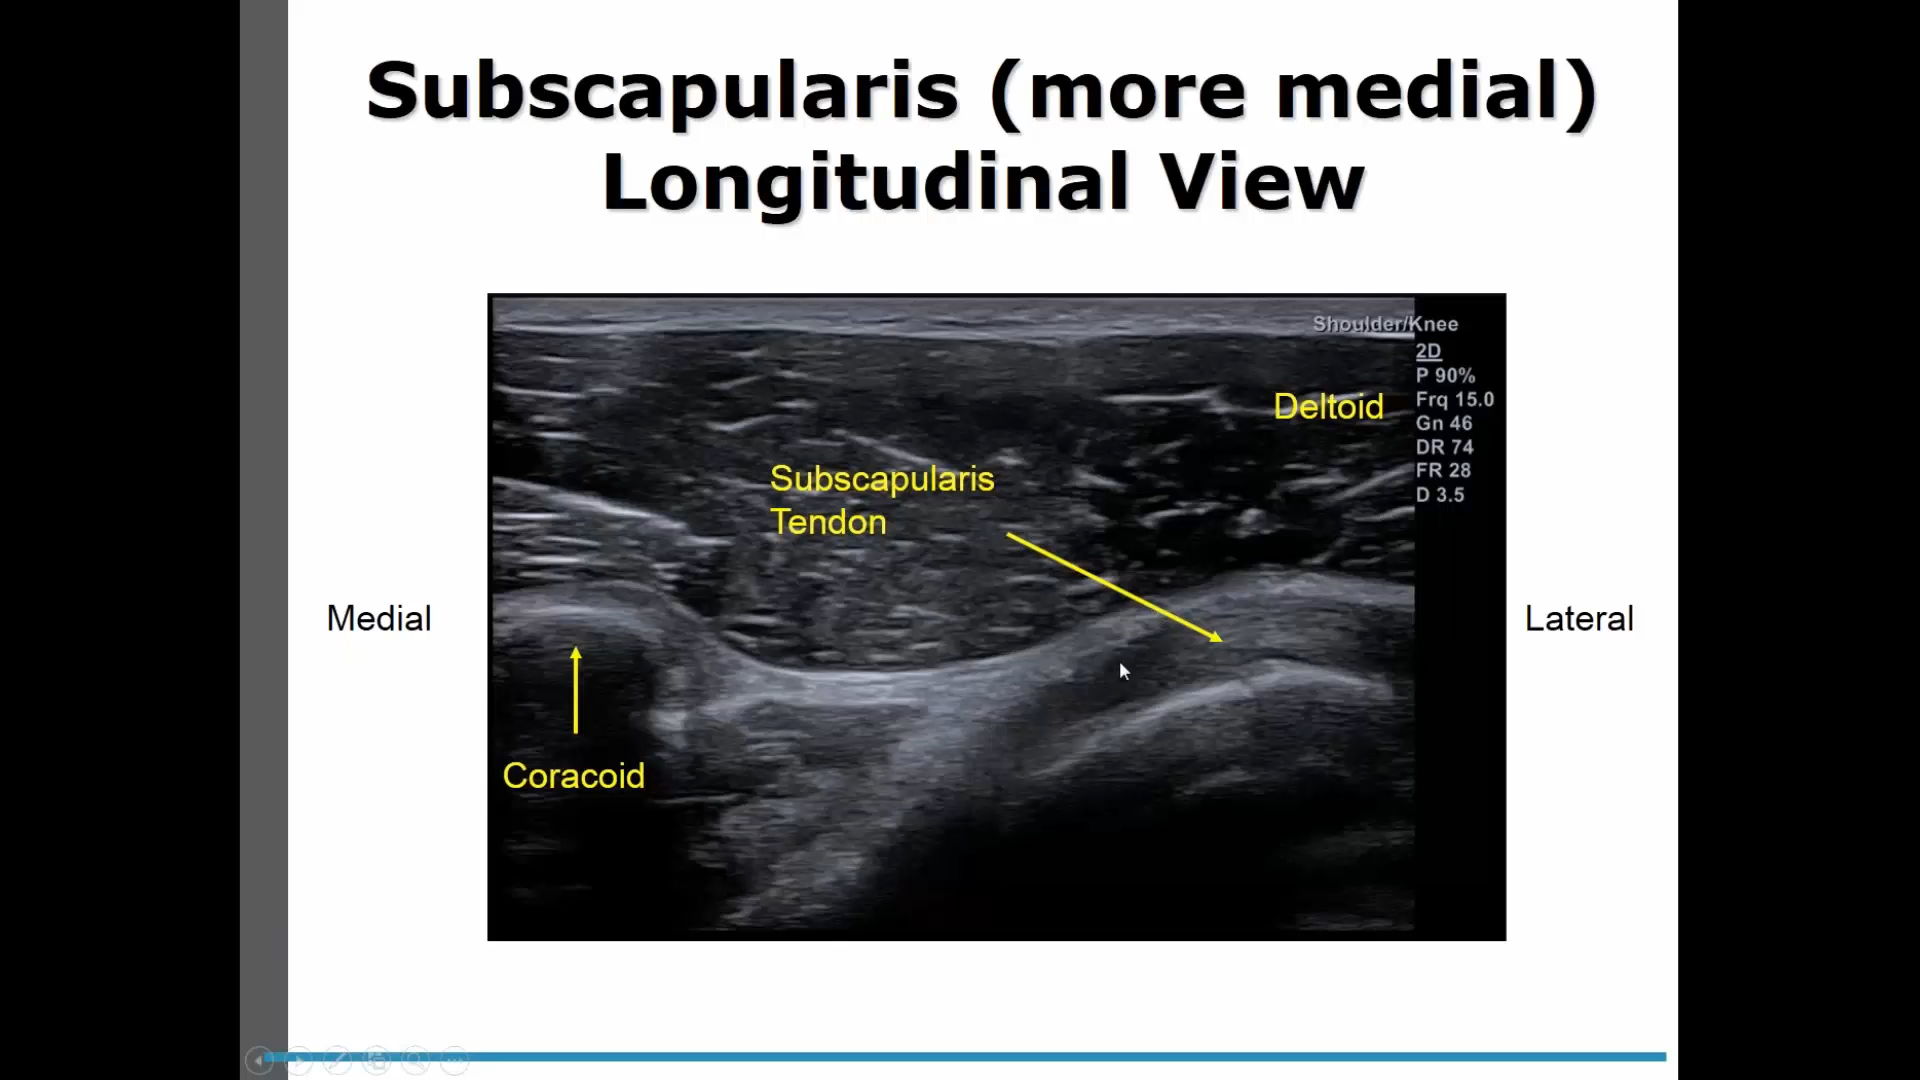 Subscapularis (more medial)
Longitudinal View
Shoulder/Knee
2D
P 90%
Frq 15.0
Gn 46
DR 74
FR 28
D 3.5
Deltoid
Subscapularis
Tendon
Medial
Lateral
Coracoid